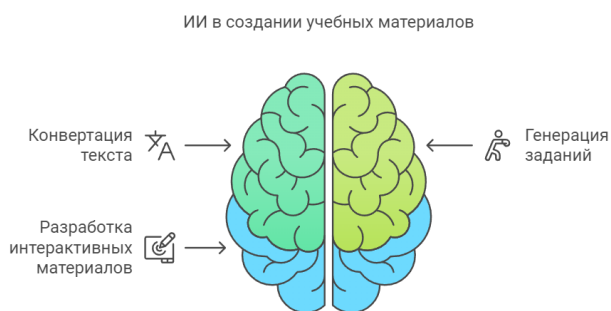 ИИ в создании учебных материалов
Конвертация
текста
Генерация
заданий
Разработка
интерактивных
материалов